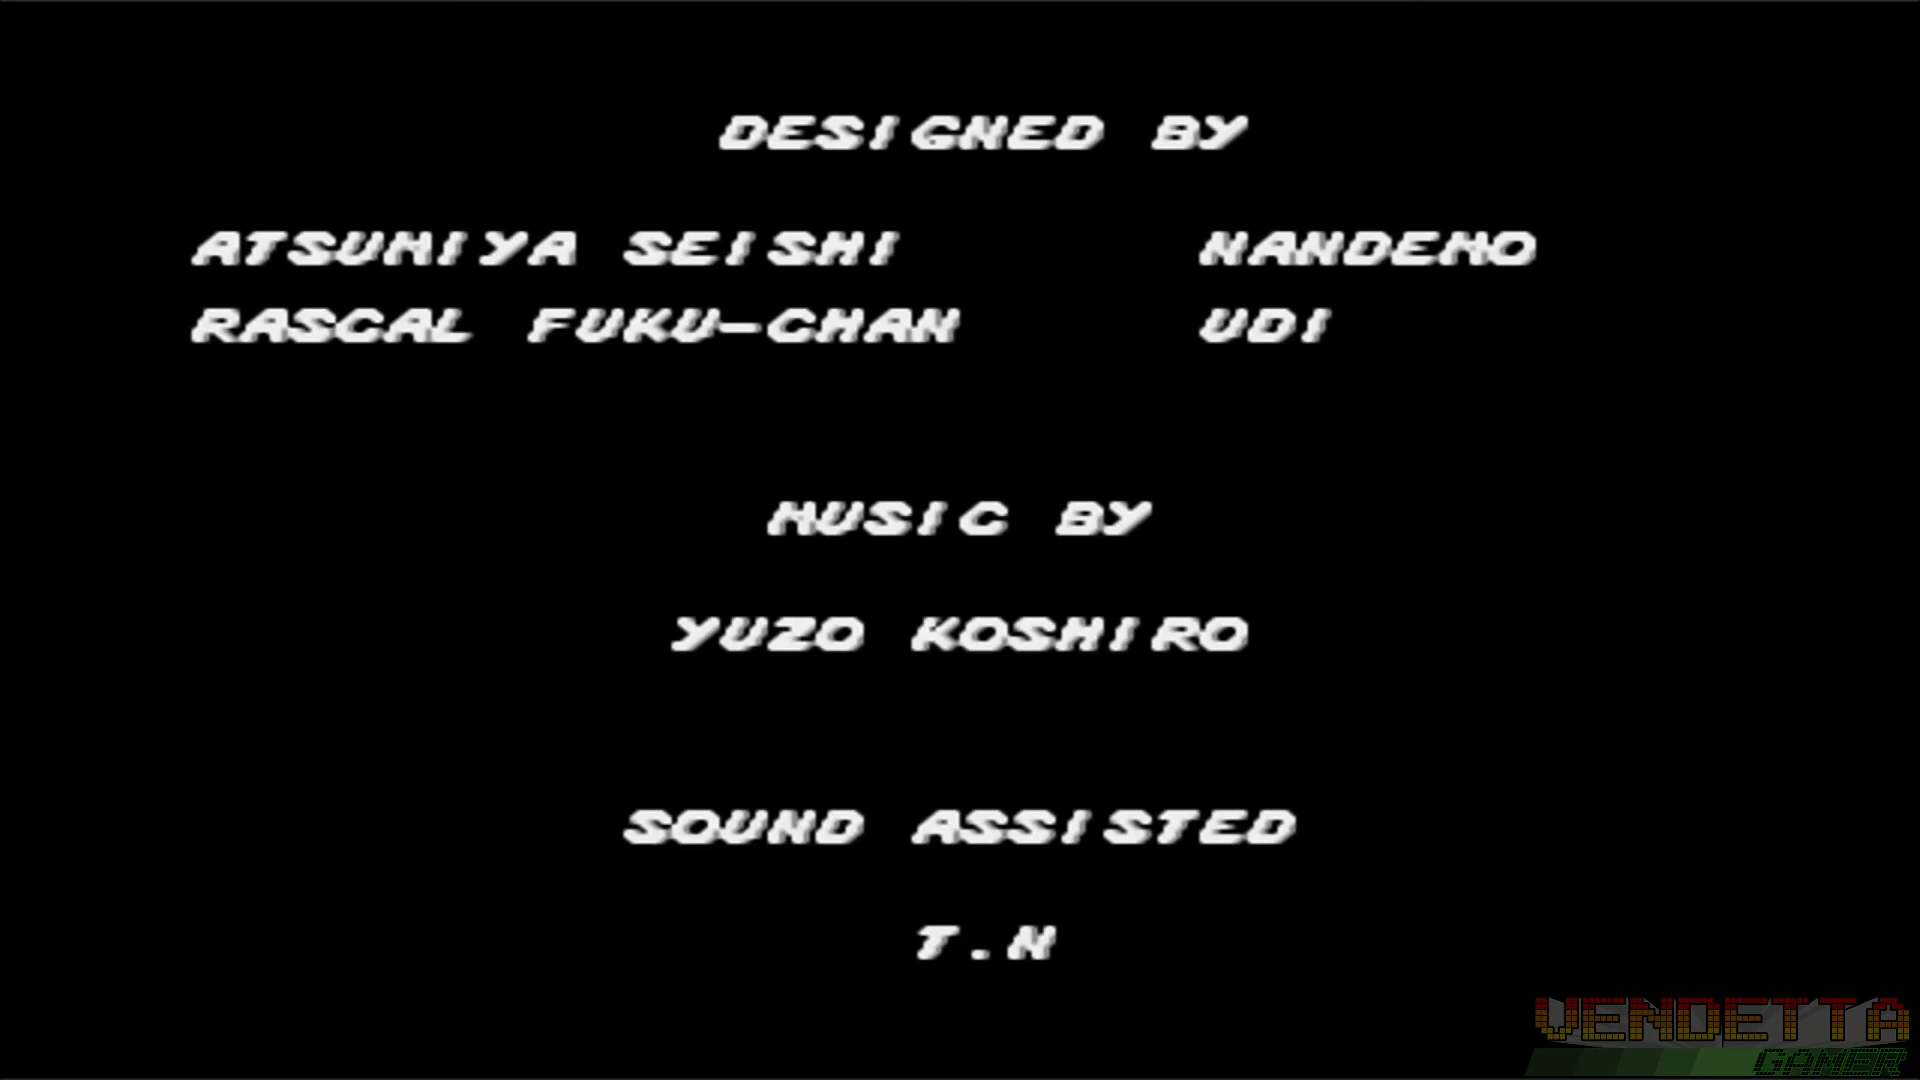 DESIGNED BY
ATSUMIYA SEISHI NANDEMO
RASCAL FUKU-CHAN UDI
MUSIC BY
YUZO KOSHIRO
SOUND ASSISTED
T.N
VENDETTA
GAMER